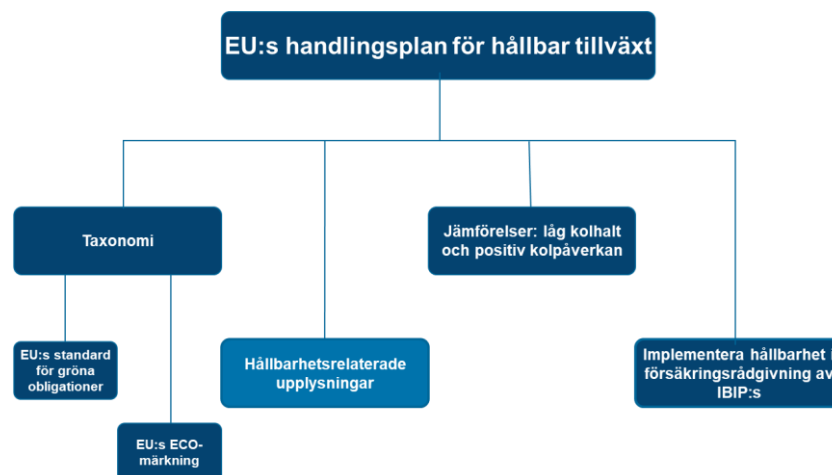 EU:s handlingsplan för hållbar tillväxt
Taxonomi
Jämförelser: låg kolhalt
och positiv kolpåverkan
EU:s standard
för gröna
obligationer
Hållbarhetsrelaterade
upplysningar
Implementera hållbarhet i
försäkringsrådgivning av
IBIP:s
EU:s ECO-
märkning